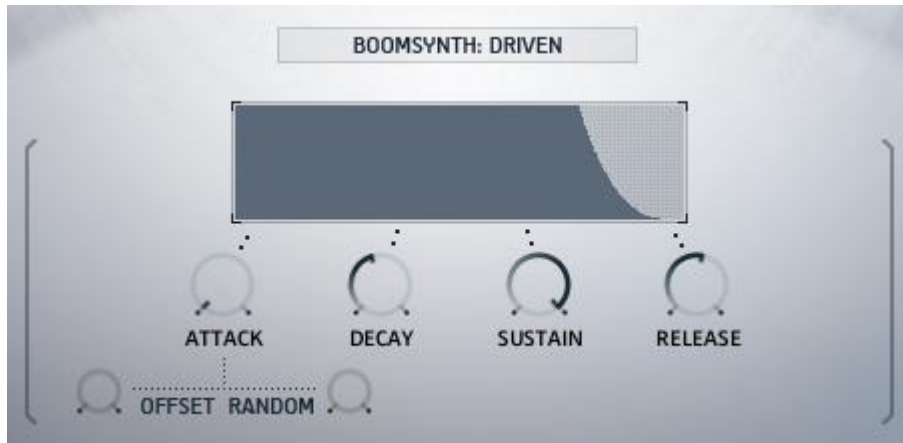 BOOMSYNTH: DRIVEN
ATTACK DECAY SUSTAIN RELEASE
OFFSET RANDOM